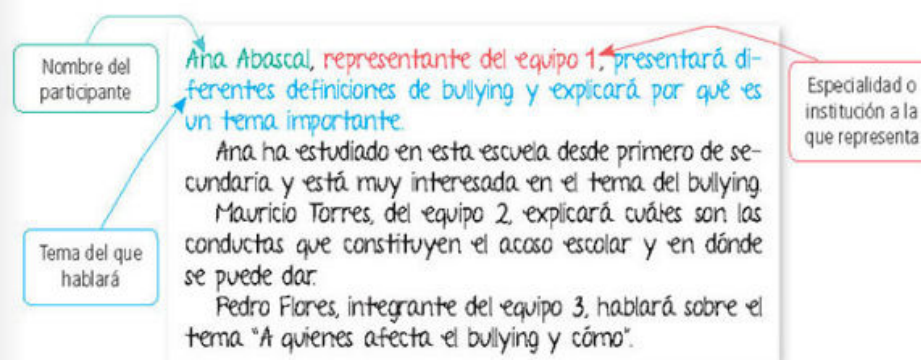 Nombre del
participante
Ana Abascal, representante del equipo 1, presentará di-
ferentes definiciones de bullying y explicará por qué es
un tema importante.
Ana ha estudiado en esta escuela desde primero de se-
cundaria y está muy interesada en el tema del bullying.
Mauricio Torres, del equipo 2, explicará cuáles son las
conductas que constituyen el acoso escolar y en dónde
se puede dar.
Pedro Flores, integrante del equipo 3, hablará sobre el
tema "A quienes afecta el bullying y cómo".
Especialidad o
institución a la
que representa
Tema del que
hablará